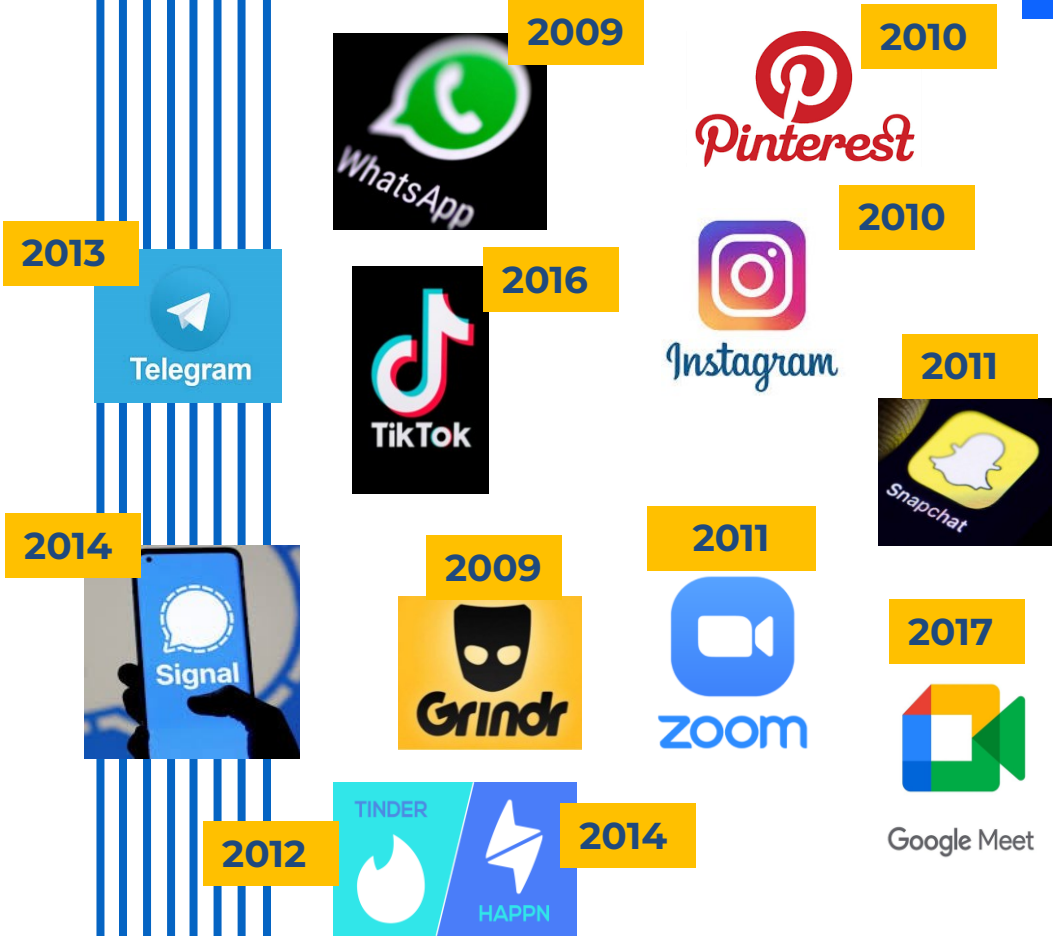 2009
WhatsApp
2010
Pinterest
2010
Instagram
2013
Telegram
2016
TikTok
2011
Snapchat
2014
Signal
2009
Grindr
2011
zoom
2017
Google Meet
2012
TINDER
HAPPN
2014